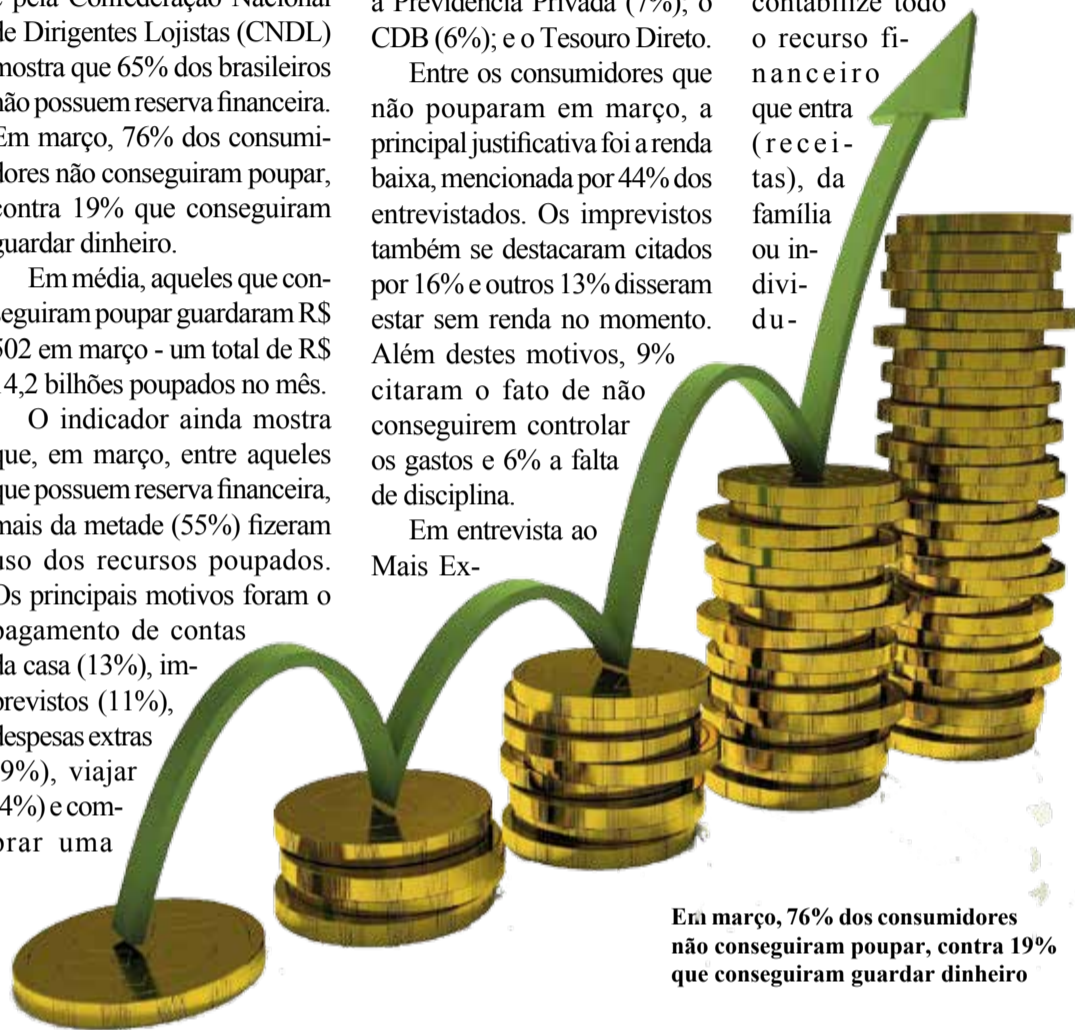 e pela Confederação Nacional
de Dirigentes Lojistas (CNDL)
mostra que 65% dos brasileiros
não possuem reserva financeira.
Em março, 76% dos consumi-
dores não conseguiram poupar,
contra 19% que conseguiram
guardar dinheiro.
Em média, aqueles que con-
seguiram poupar guardaram R$
502 em março - um total de R$
14,2 bilhões poupados no mês.
O indicador ainda mostra
que, em março, entre aqueles
que possuem reserva financeira,
mais da metade (55%) fizeram
uso dos recursos poupados.
Os principais motivos foram o
pagamento de contas
da casa (13%), im-
previstos (11%),
despesas extras
(9%), viajar
(4%) e com-
prar uma
a Previdência Privada (7%); o
CDB (6%); e o Tesouro Direto.
Entre os consumidores que
não pouparam em março, a
principal justificativa foi a renda
baixa, mencionada por 44% dos
entrevistados. Os imprevistos
também se destacaram citados
por 16% e outros 13% disseram
estar sem renda no momento.
Além destes motivos, 9%
citaram o fato de não
conseguirem controlar
os gastos e 6% a falta
de disciplina.
Em entrevista ao
Mais Ex-
contabilize todo
o recurso fi-
nanceiro
que entra
(recei-
tas), da
família
ou in-
divi-
du-
Em março, 76% dos consumidores
não conseguiram poupar, contra 19%
que conseguiram guardar dinheiro